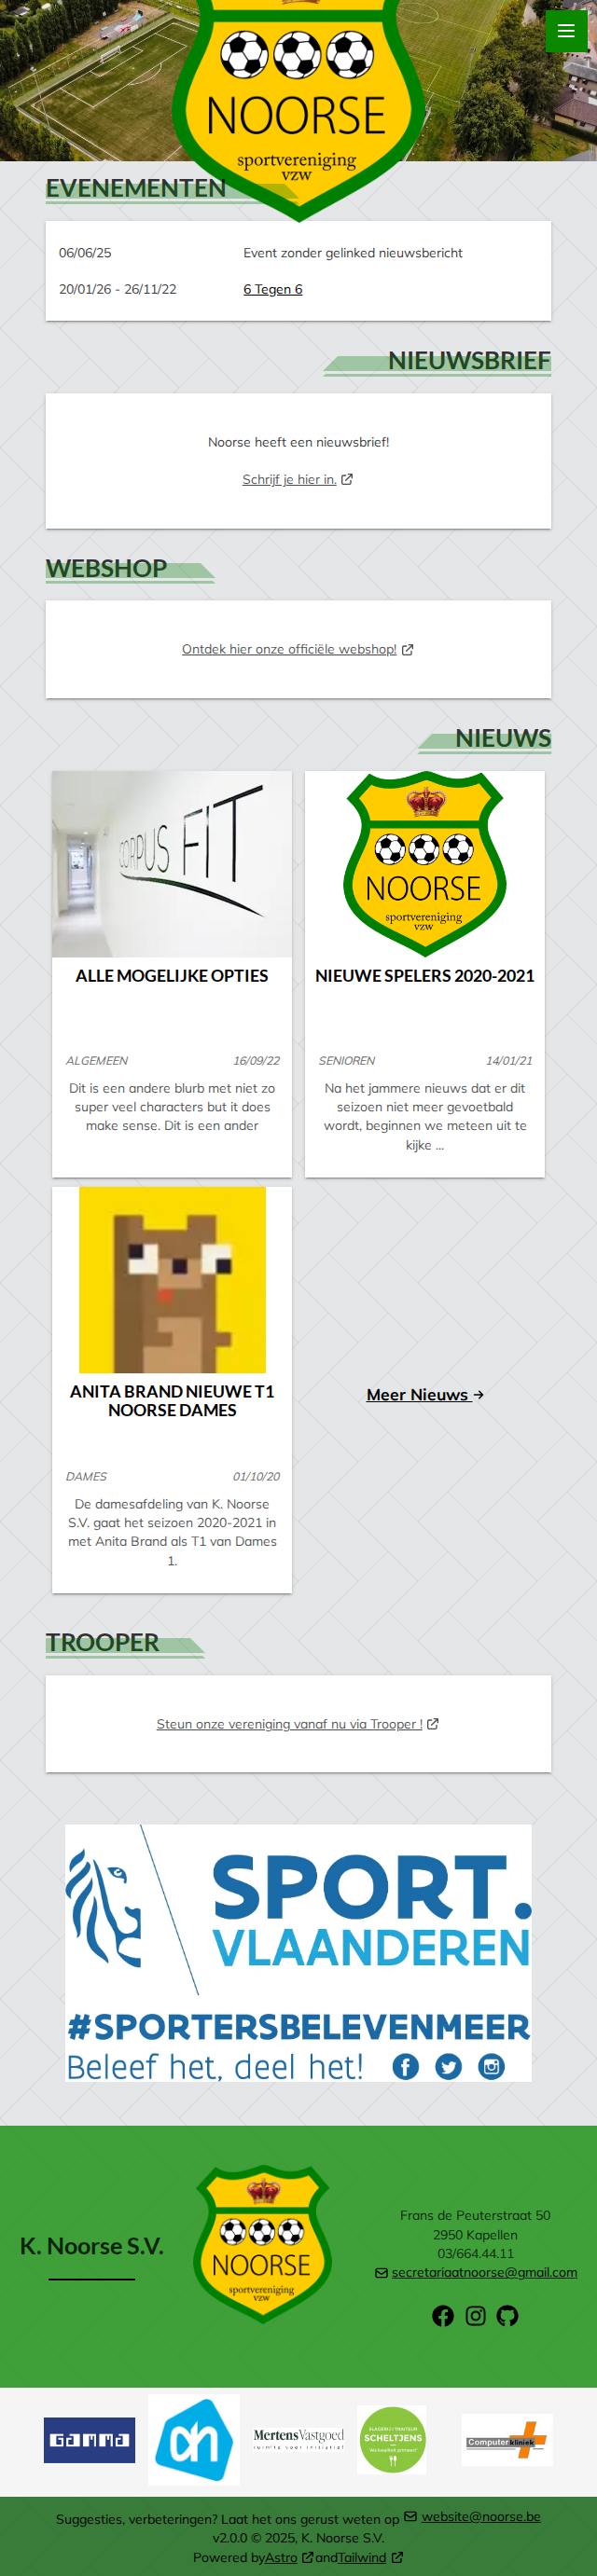 NOORSE
sportvereniging
vzw
EVENEMENTEN
06/06/25 Event zonder gelinked nieuwsbericht
20/01/26 - 26/11/22 6 Tegen 6
NIEUWSBRIEF
Noorse heeft een nieuwsbrief!
Schrijf je hier in.
WEBSHOP
Ontdek hier onze officiële webshop!
NIEUWS
CORPUS FIT
ALLE MOGELIJKE OPTIES
ALGEMEEN 16/09/22
Dit is een andere blurb met niet zo
super veel characters but it does
make sense. Dit is een ander
NOORSE
sportvereniging
vzw
NIEUWE SPELERS 2020-2021
SENIOREN 14/01/21
Na het jammere nieuws dat er dit
seizoen niet meer gevoetbald
wordt, beginnen we meteen uit te
kijke ...
ANITA BRAND NIEUWE T1
NOORSE DAMES
DAMES 01/10/20
De damesafdeling van K. Noorse
S.V. gaat het seizoen 2020-2021 in
met Anita Brand als T1 van Dames
1.
Meer Nieuws →
TROOPER
Steun onze vereniging vanaf nu via Trooper !
SPORT.
VLAANDEREN
#SPORTERSBELEVENMEER
Beleef het, deel het!
K. Noorse S.V.
NOORSE
sportvereniging
vzw
Frans de Peuterstraat 50
2950 Kapellen
03/664.44.11
secretariaatnoorse@gmail.com
GAMMA
ah
Mertens Vastgoed
ruimte voor initiatief
SLAGERIJ TRAITEUR
SCHELTJENS
Computerkliniek
Suggesties, verbeteringen? Laat het ons gerust weten op website@noorse.be
v2.0.0 © 2025, K. Noorse S.V.
Powered by Astro and Tailwind